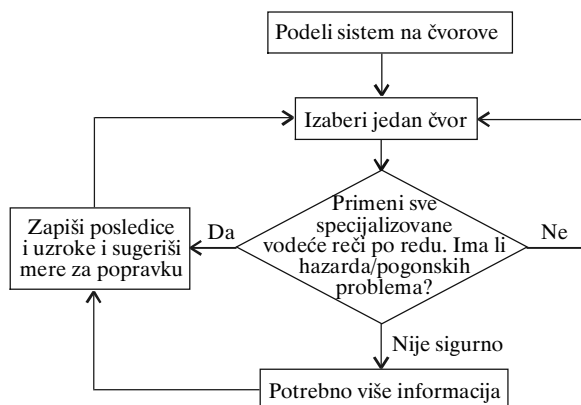 Podeli sistem na čvorove
Izaberi jedan čvor
Primeni sve
specijalizovane
vodeće reči po redu. Ima li
hazarda/pogonskih
problema?
Da
Ne
Zapiši posledice
i uzroke i sugeriši
mere za popravku
Nije sigurno
Potrebno više informacija